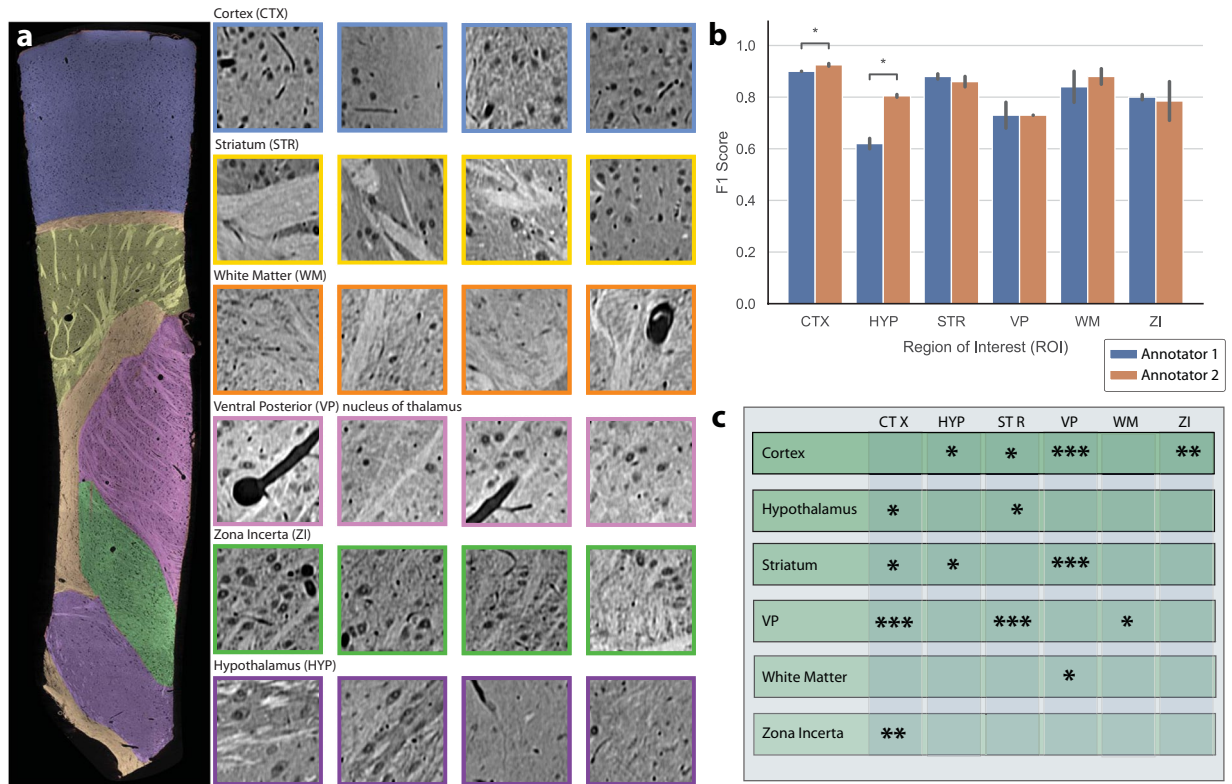 a
Cortex (CTX)
Striatum (STR)
White Matter (WM)
Ventral Posterior (VP) nucleus of thalamus
Zona Incerta (ZI)
Hypothalamus (HYP)
b
* *
1.0
0.8
0.6
0.4
0.2
0.0
F1 Score
CTX HYP STR VP WM ZI
Region of Interest (ROI)
Annotator 1
Annotator 2
c
CT X HYP ST R VP WM ZI
Cortex * * *** **
Hypothalamus * *
Striatum * * ***
VP *** *** *
White Matter *
Zona Incerta **